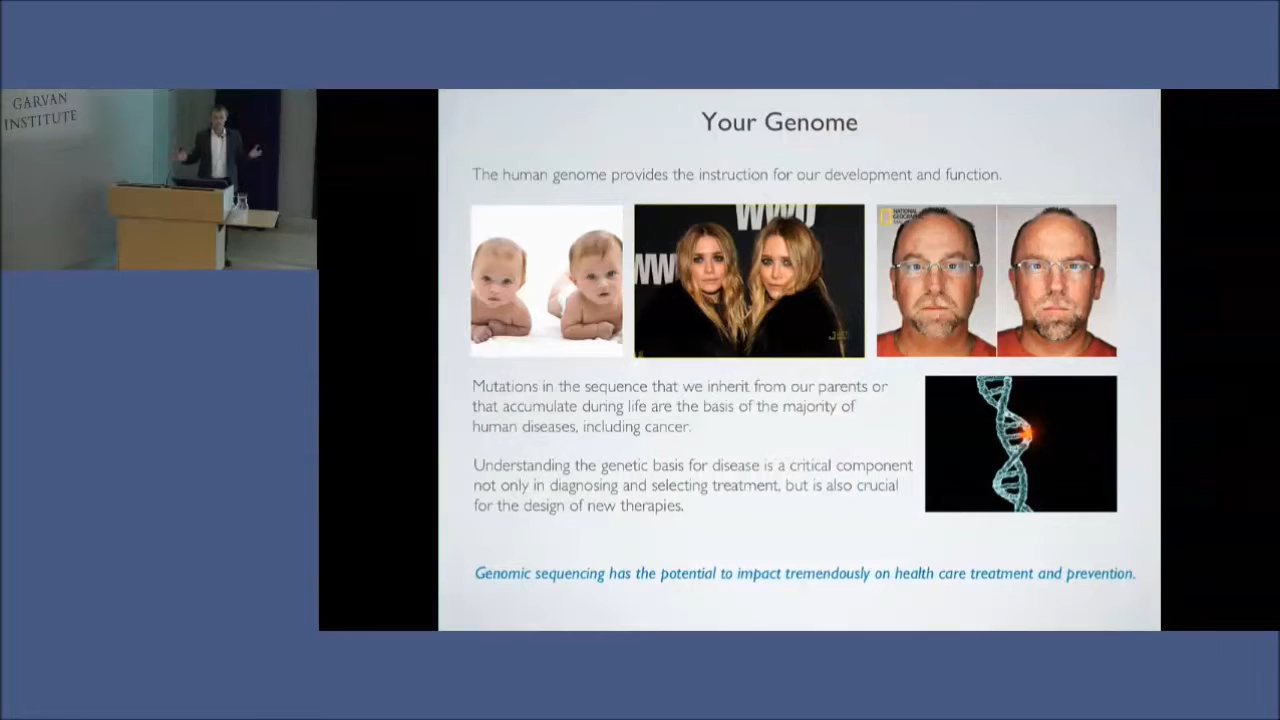 GARVAN
INSTITUTE
Your Genome
The human genome provides the instruction for our development and function.
WWD
WW
NATIONAL
Mutations in the sequence that we inherit from our parents or
that accumulate during life are the basis of the majority of
human diseases, including cancer.
Understanding the genetic basis for disease is a critical component
not only in diagnosing and selecting treatment, but is also crucial
for the design of new therapies.
Genomic sequencing has the potential to impact tremendously on health care treatment and prevention.